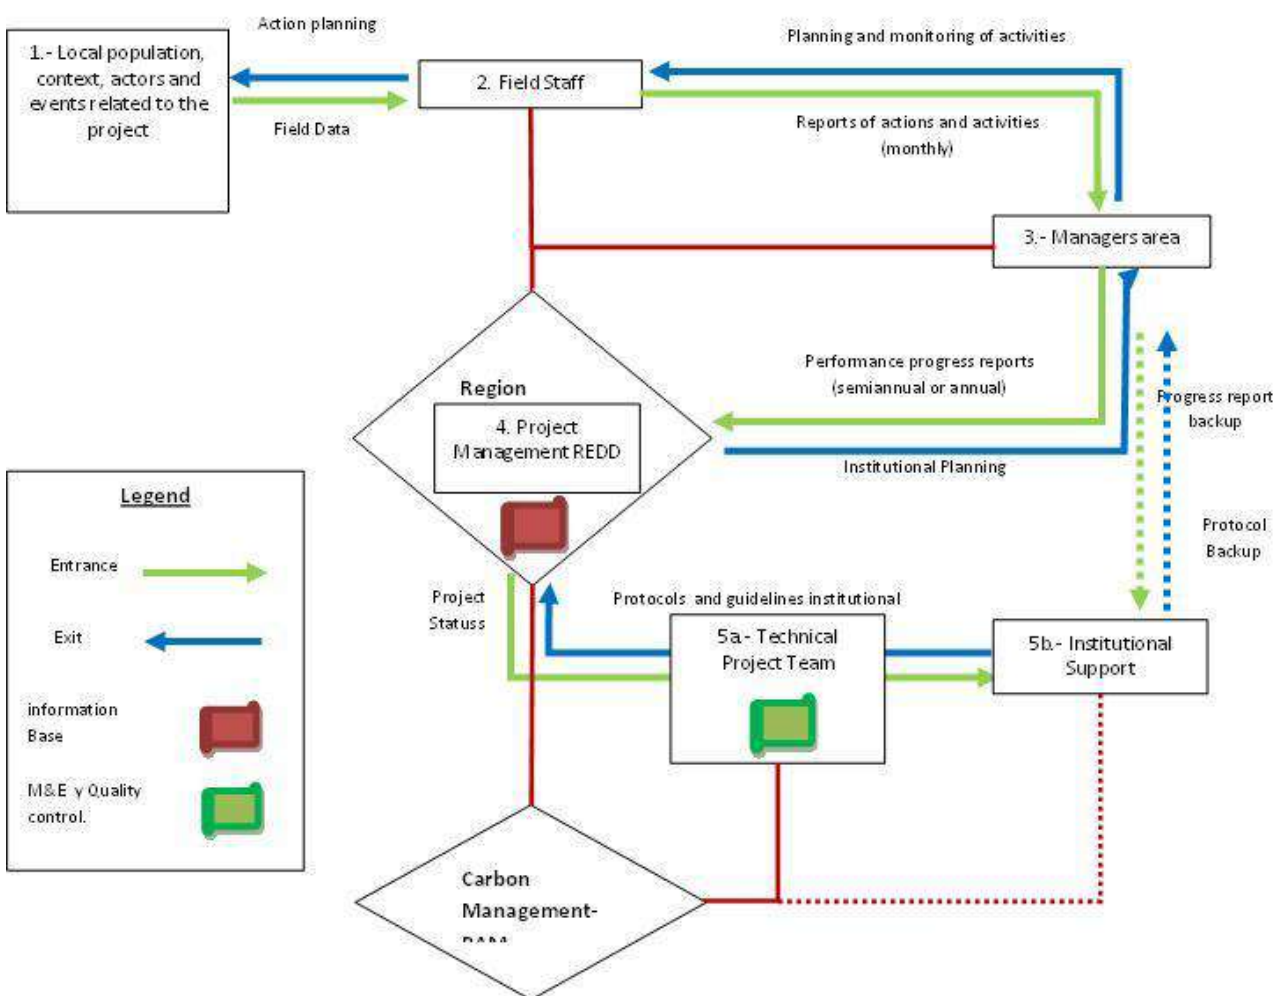 Action planning
1.- Local population,
context, actors and
events related to the
project
Field Data
2. Field Staff
Planning and monitoring of activities
Reports of actions and activities
(monthly)
3.- Managers area
Performance progress reports
(semiannual or annual)
Institutional Planning
Progress report
backup
Protocol
Backup
Region
4. Project
Management REDD
Project
Statuss
Protocols and guidelines institutional
5a.- Technical
Project Team
5b.- Institutional
Support
Carbon
Management-
Legend
Entrance
Exit
information
Base
M&E y Quality
control.